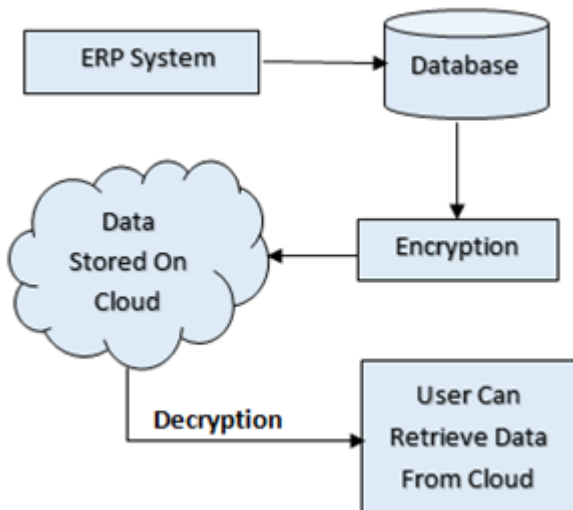 ERP System
Database
Encryption
Data
Stored On
Cloud
Decryption
User Can
Retrieve Data
From Cloud